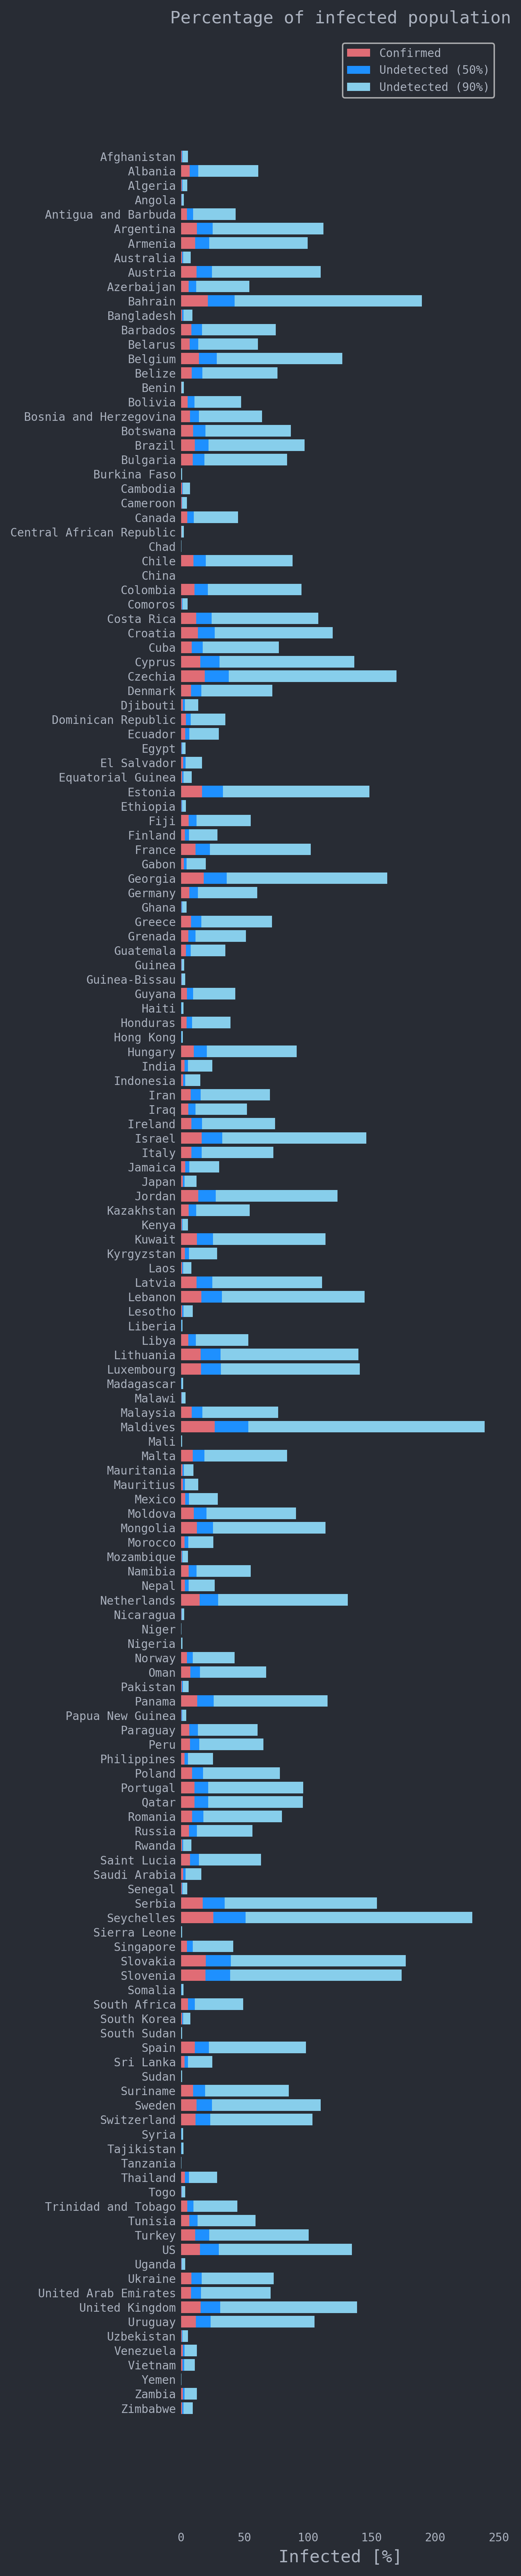 Percentage of infected population
Confirmed
Undetected (50%)
Undetected (90%)
Afghanistan
Albania
Algeria
Angola
Antigua and Barbuda
Argentina
Armenia
Australia
Austria
Azerbaijan
Bahrain
Bangladesh
Barbados
Belarus
Belgium
Belize
Benin
Bolivia
Bosnia and Herzegovina
Botswana
Brazil
Bulgaria
Burkina Faso
Cambodia
Cameroon
Canada
Central African Republic
Chad
Chile
China
Colombia
Comoros
Costa Rica
Croatia
Cuba
Cyprus
Czechia
Denmark
Djibouti
Dominican Republic
Ecuador
Egypt
El Salvador
Equatorial Guinea
Estonia
Ethiopia
Fiji
Finland
France
Gabon
Georgia
Germany
Ghana
Greece
Grenada
Guatemala
Guinea
Guinea-Bissau
Guyana
Haiti
Honduras
Hong Kong
Hungary
India
Indonesia
Iran
Iraq
Ireland
Israel
Italy
Jamaica
Japan
Jordan
Kazakhstan
Kenya
Kuwait
Kyrgyzstan
Laos
Latvia
Lebanon
Lesotho
Liberia
Libya
Lithuania
Luxembourg
Madagascar
Malawi
Malaysia
Maldives
Mali
Malta
Mauritania
Mauritius
Mexico
Moldova
Mongolia
Morocco
Mozambique
Namibia
Nepal
Netherlands
Nicaragua
Niger
Nigeria
Norway
Oman
Pakistan
Panama
Papua New Guinea
Paraguay
Peru
Philippines
Poland
Portugal
Qatar
Romania
Russia
Rwanda
Saint Lucia
Saudi Arabia
Senegal
Serbia
Seychelles
Sierra Leone
Singapore
Slovakia
Slovenia
Somalia
South Africa
South Korea
South Sudan
Spain
Sri Lanka
Sudan
Suriname
Sweden
Switzerland
Syria
Tajikistan
Tanzania
Thailand
Togo
Trinidad and Tobago
Tunisia
Turkey
US
Uganda
Ukraine
United Arab Emirates
United Kingdom
Uruguay
Uzbekistan
Venezuela
Vietnam
Yemen
Zambia
Zimbabwe
0 50 100 150 200 250
Infected [%]